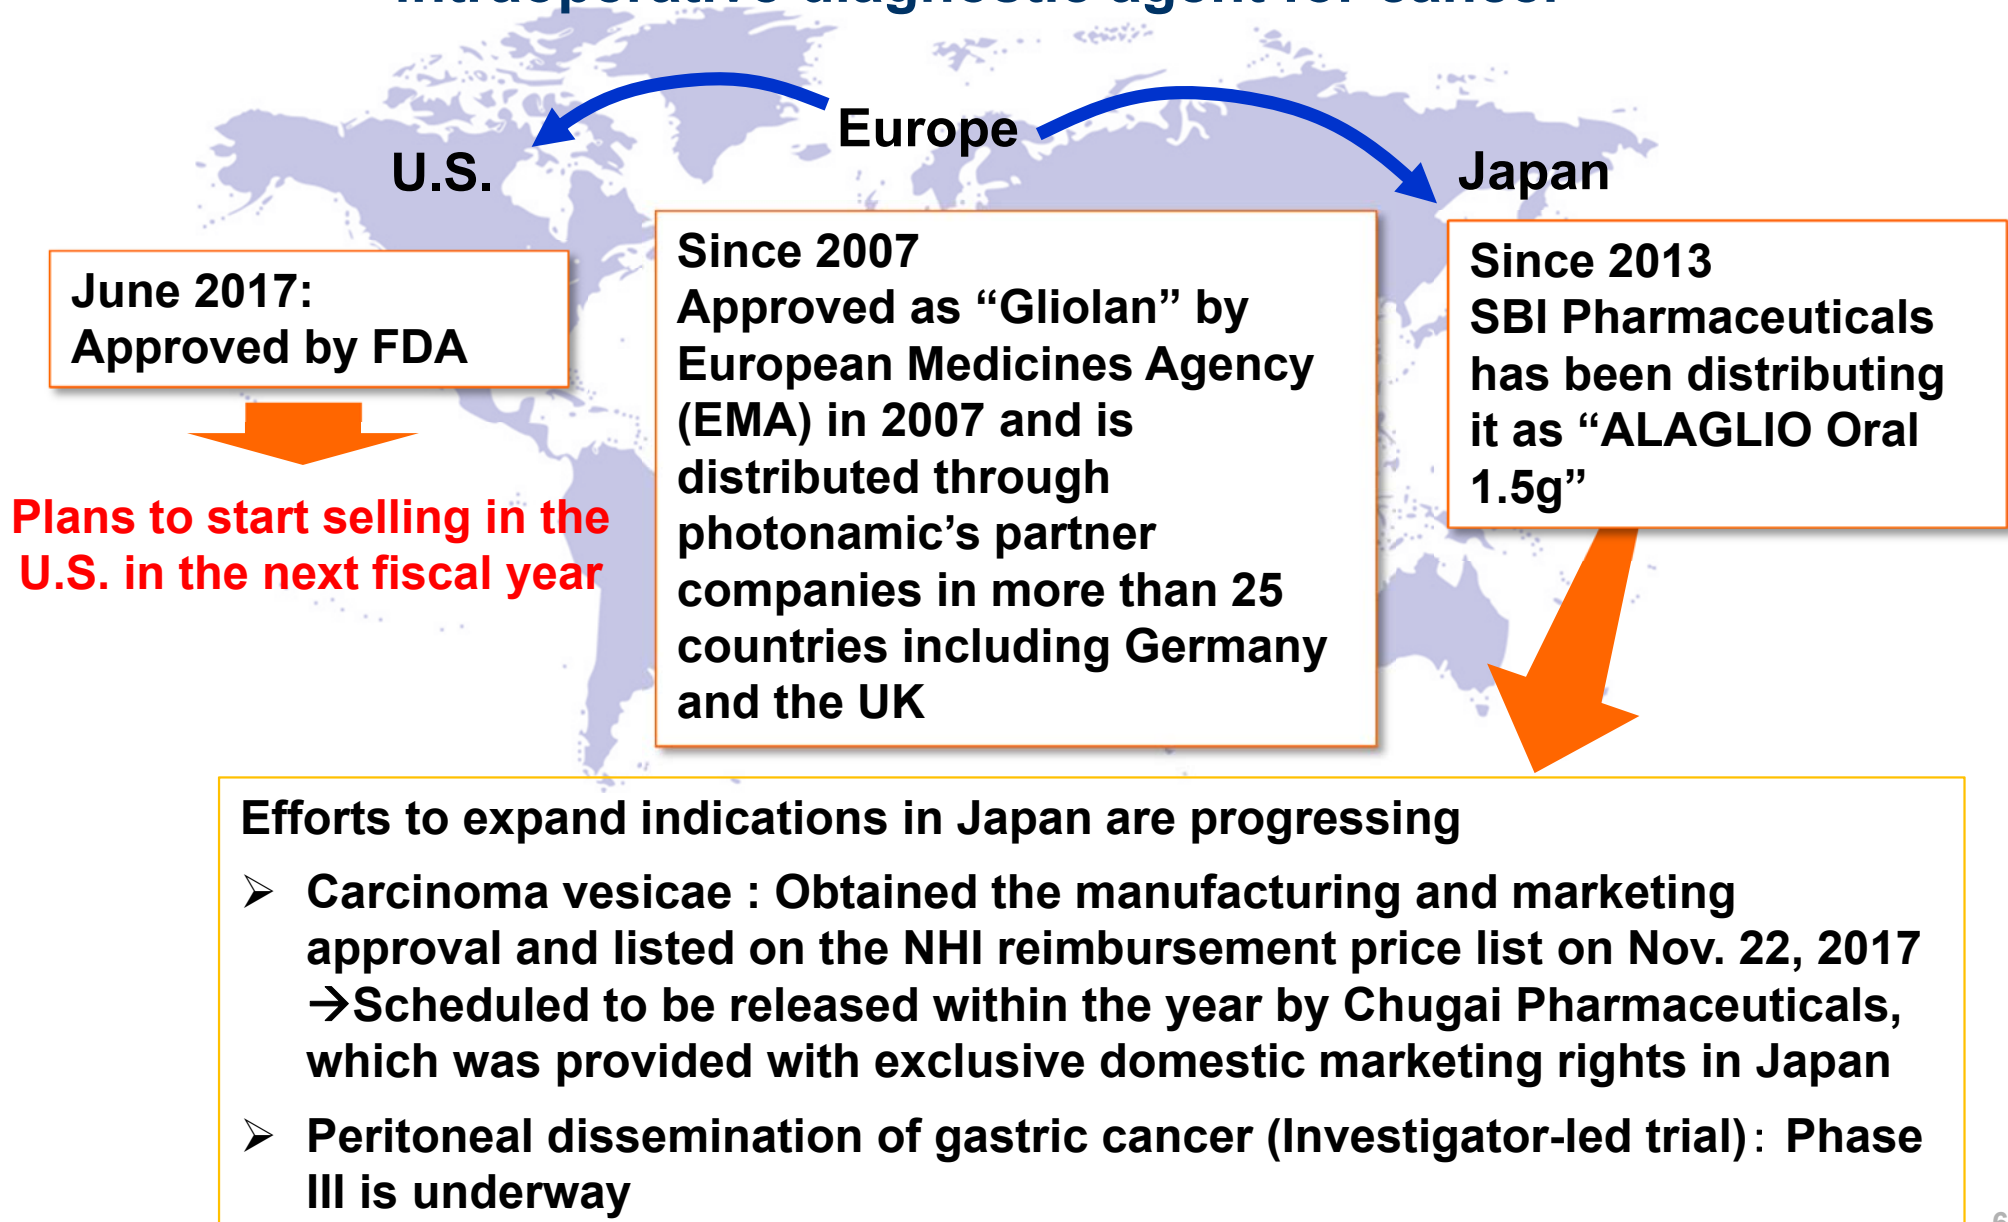 Intraoperative diagnostic agent for cancer
Europe
U.S.
Japan
June 2017:
Approved by FDA
Plans to start selling in the
U.S. in the next fiscal year
Since 2007
Approved as “Gliolan” by
European Medicines Agency
(EMA) in 2007 and is
distributed through
photonamic’s partner
companies in more than 25
countries including Germany
and the UK
Since 2013
SBI Pharmaceuticals
has been distributing
it as “ALAGLIO Oral
1.5g”
Efforts to expand indications in Japan are progressing
➢ Carcinoma vesicae : Obtained the manufacturing and marketing
approval and listed on the NHI reimbursement price list on Nov. 22, 2017
→Scheduled to be released within the year by Chugai Pharmaceuticals,
which was provided with exclusive domestic marketing rights in Japan
➢ Peritoneal dissemination of gastric cancer (Investigator-led trial)： Phase
III is underway